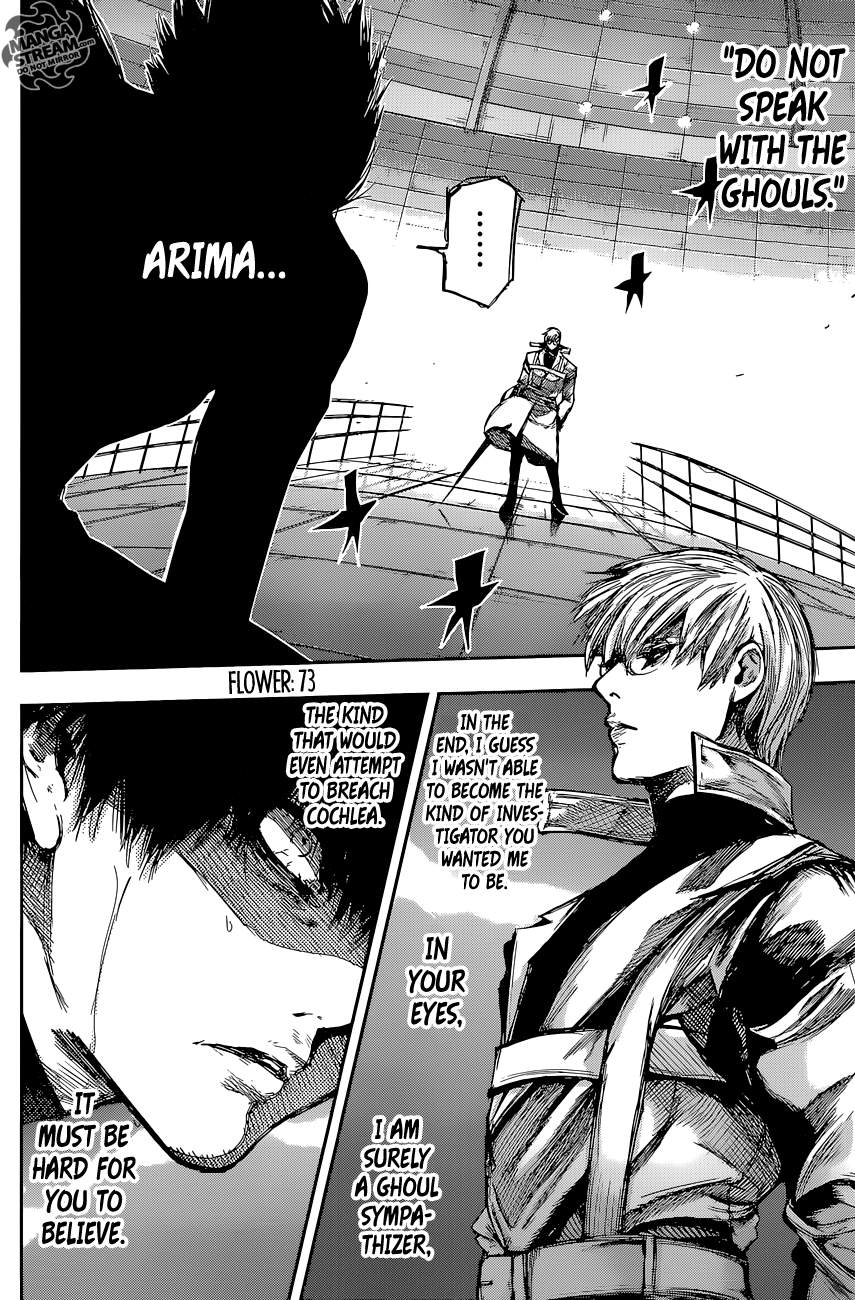 "DO NOT
SPEAK
WITH THE
GHOULS."
.....
ARIMA...
MANGA
STREAM.com
DO NOT MIRROR!
FLOWER: 73
IN THE
END, I GUESS
I WASN'T ABLE
TO BECOME THE
KIND OF INVES-
TIGATOR YOU
WANTED ME
TO BE.
IN
YOUR
EYES,
I AM
SURELY
A GHOUL
SYMPA-
THIZER,
THE KIND
THAT WOULD
EVEN ATTEMPT
TO BREACH
COCHLEA.
IT
MUST BE
HARD FOR
YOU TO
BELIEVE.